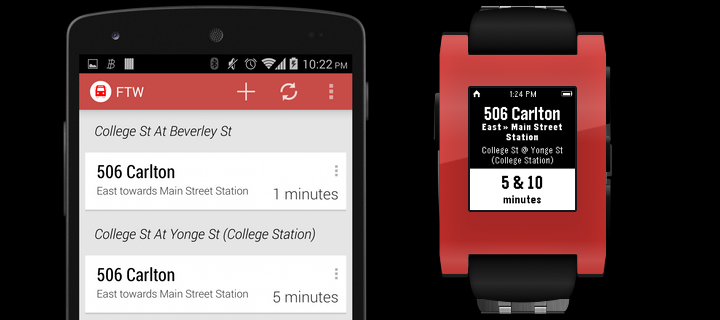 10:22 PM
FTW
College St At Beverley St
506 Carlton
East towards Main Street Station
1 minutes
College St At Yonge St (College Station)
506 Carlton
East towards Main Street Station
5 minutes
1:24 PM
506 Carlton
East » Main Street
Station
College St @ Yonge St
(College Station)
5 & 10
minutes